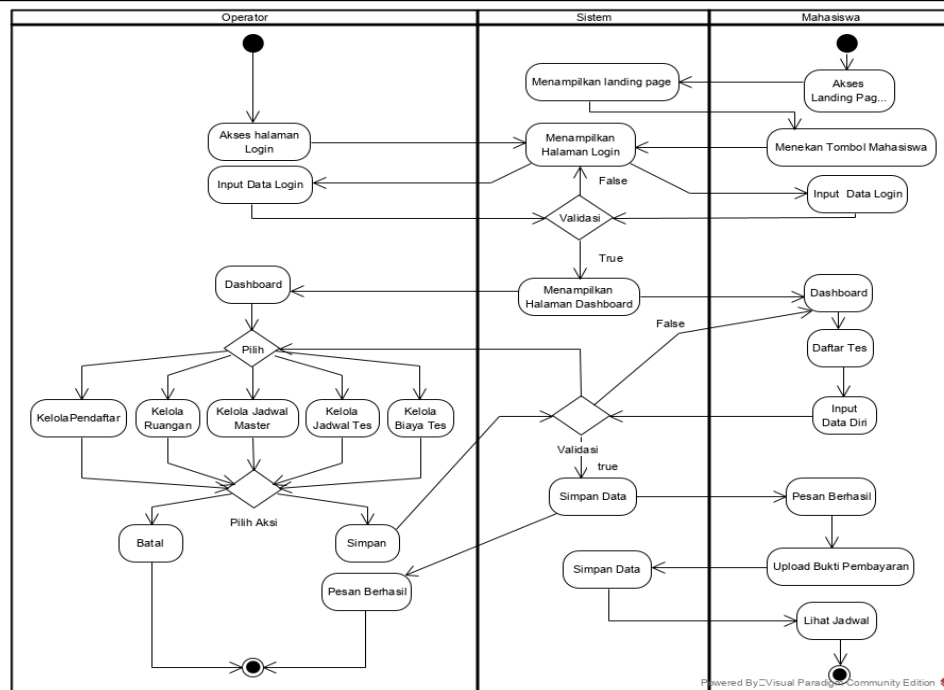 Operator
Sistem
Mahasiswa
Menampilkan landing page
Akses
Landing Pag...
Akses halaman
Login
Menampilkan
Halaman Login
Menekan Tombol Mahasiswa
Input Data Login
False
Input Data Login
Validasi
True
Dashboard
Menampilkan
Halaman Dashboard
Dashboard
False
Pilih
Daftar Tes
KelolaPendaftar
Kelola
Ruangan
Kelola Jadwal
Master
Kelola
Jadwal Tes
Kelola
Biaya Tes
Input
Data Diri
Validasi
true
Simpan Data
Pesan Berhasil
Pilih Aksi
Batal
Simpan
Simpan Data
Upload Bukti Pembayaran
Pesan Berhasil
Lihat Jadwal
Powered By Visual Paradigm Community Edition